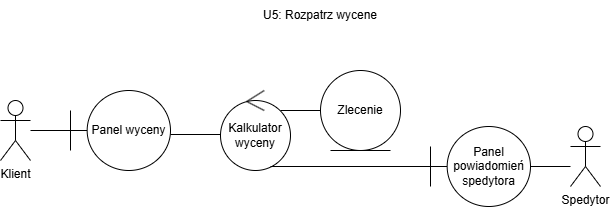 U5: Rozpatrz wycene
Klient
Panel wyceny
Kalkulator
wyceny
Zlecenie
Panel
powiadomień
spedytora
Spedytor